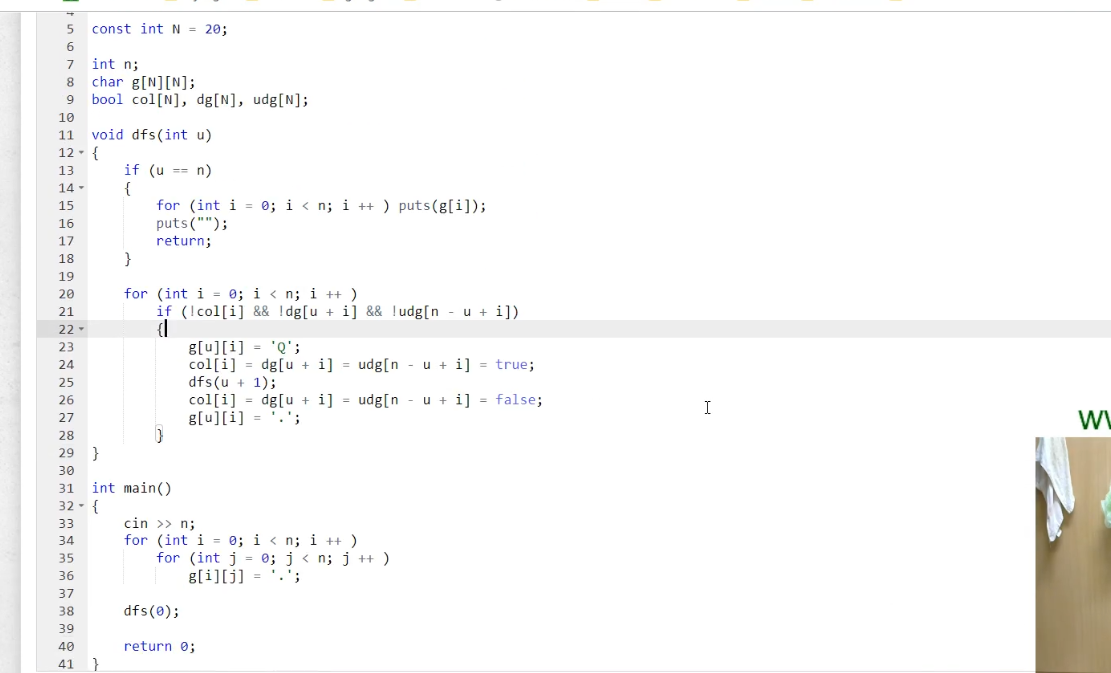 5 const int N = 20;
6
7 int n;
8 char g[N][N];
9 bool col[N], dg[N], udg[N];
10
11 void dfs(int u)
12 {
13     if (u == n)
14     {
15         for (int i = 0; i < n; i ++ ) puts(g[i]);
16         puts("");
17         return;
18     }
19
20     for (int i = 0; i < n; i ++ )
21         if (!col[i] && !dg[u + i] && !udg[n - u + i])
22         {
23             g[u][i] = 'Q';
24             col[i] = dg[u + i] = udg[n - u + i] = true;
25             dfs(u + 1);
26             col[i] = dg[u + i] = udg[n - u + i] = false;
27             g[u][i] = '.';
28         }
29 }
30
31 int main()
32 {
33     cin >> n;
34     for (int i = 0; i < n; i ++ )
35         for (int j = 0; j < n; j ++ )
36             g[i][j] = '.';
37
38     dfs(0);
39
40     return 0;
41 }